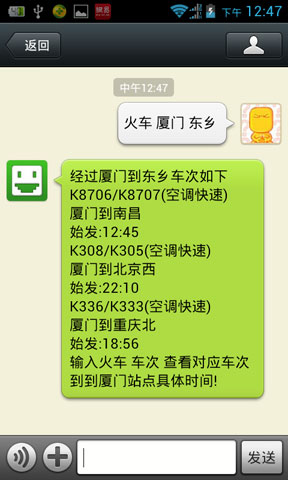 下午 12:47
返回
中午12:47
火车 厦门 东乡
经过厦门到东乡车次如下
K8706/K8707(空调快速)
厦门到南昌
始发:12:45
K308/K305(空调快速)
厦门到北京西
始发:22:10
K336/K333(空调快速)
厦门到重庆北
始发:18:56
输入火车 车次 查看对应车次
到到厦门站点具体时间!
发送